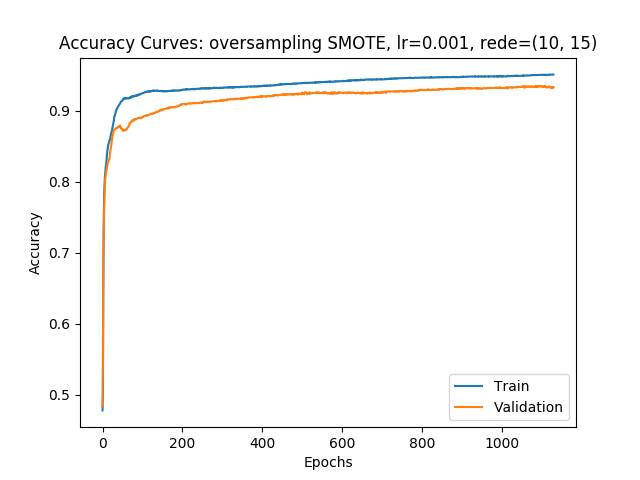 Accuracy Curves: oversampling SMOTE, lr=0.001, rede=(10, 15)
0.9
0.8
0.7
0.6
0.5
Accuracy
Train
Validation
0 200 400 600 800 1000
Epochs